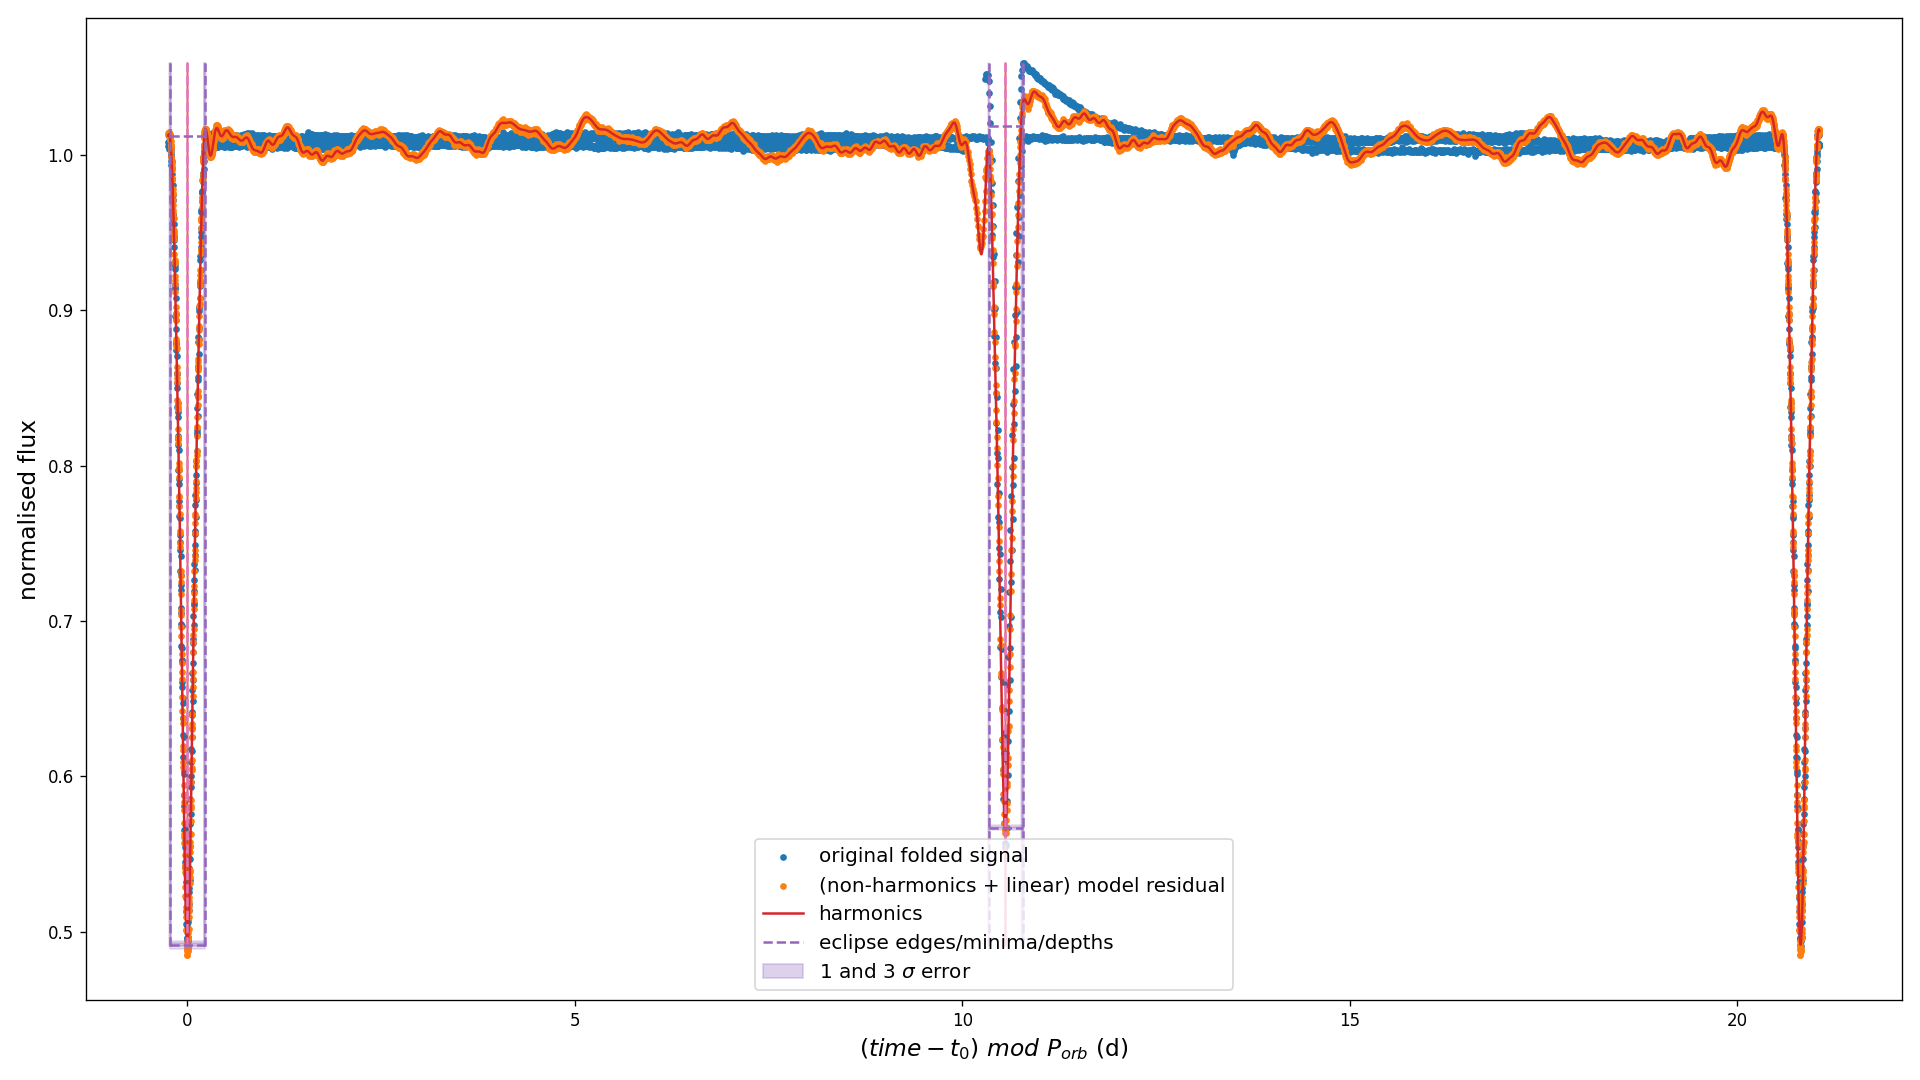 normalised flux
1.0
0.9
0.8
0.7
0.6
0.5
original folded signal
(non-harmonics + linear) model residual
harmonics
eclipse edges/minima/depths
1 and 3 σ error
0 5 10 15 20
(time − t₀) mod Pₒᵣb (d)